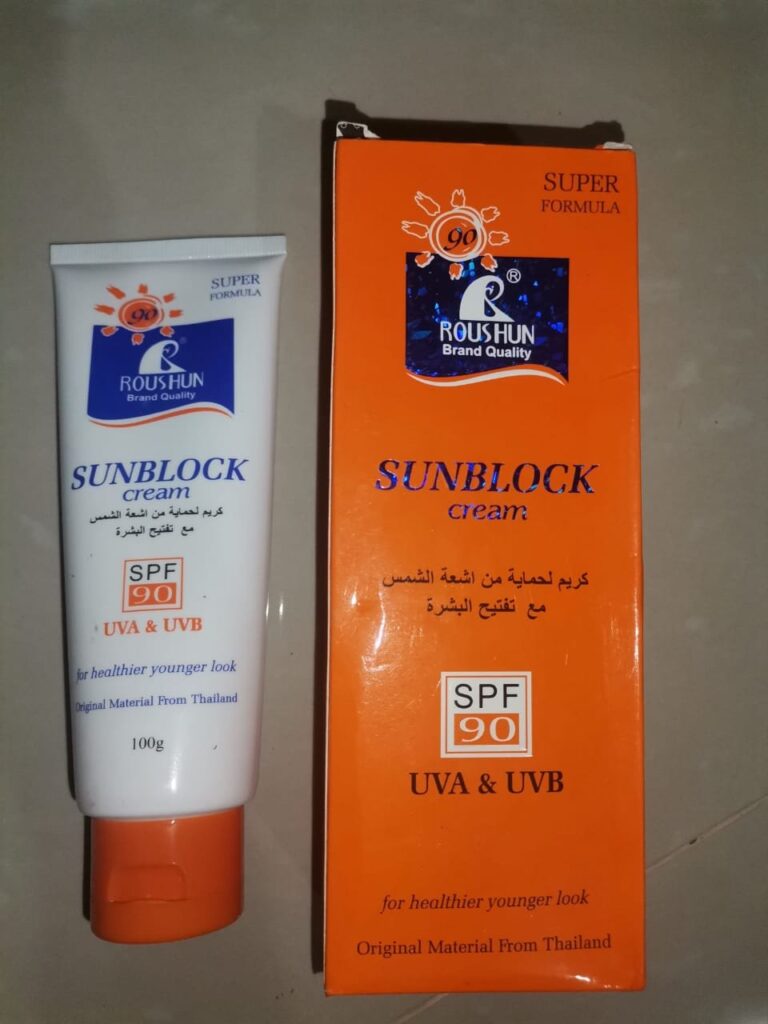 SUPER
FORMULA
90
ROUSHUN
Brand Quality
SUNBLOCK
cream
كريم لحماية من اشعة الشمس
مع تفتيح البشرة
SPF
90
UVA & UVB
for healthier younger look
Original Material From Thailand
100g
SUPER
FORMULA
90
®
ROUSHUN
Brand Quality
SUNBLOCK
cream
كريم لحماية من اشعة الشمس
مع تفتيح البشرة
SPF
90
UVA & UVB
for healthier younger look
Original Material From Thailand